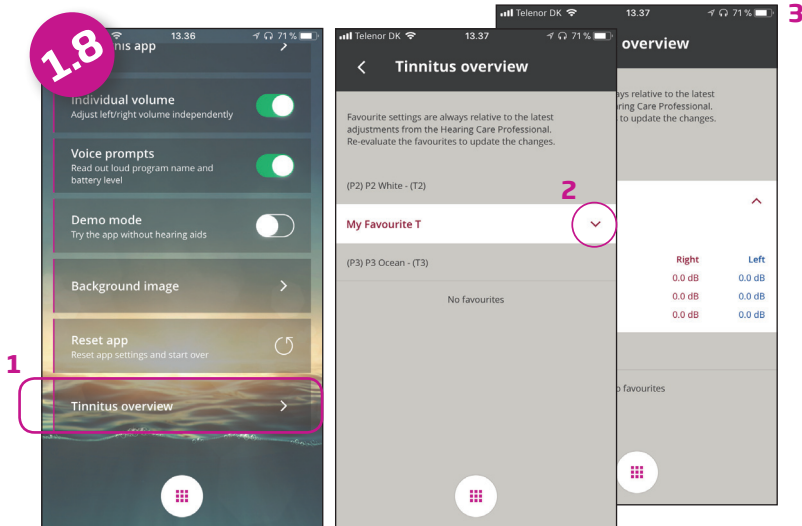 1.8
13.36
71 %
nis app
Individual volume
Adjust left/right volume independently
Voice prompts
Read out loud program name and
battery level
Demo mode
Try the app without hearing aids
Background image
Reset app
Reset app settings and start over
1
Tinnitus overview
Telenor DK
13.37
71 %
Tinnitus overview
Favourite settings are always relative to the latest
adjustments from the Hearing Care Professional.
Re-evaluate the favourites to update the changes.
(P2) P2 White - (T2)
2
My Favourite T
(P3) P3 Ocean - (T3)
No favourites
Telenor DK
13.37
71 %
3
overview
ays relative to the latest
ring Care Professional.
to update the changes.
Right Left
0.0 dB 0.0 dB
0.0 dB 0.0 dB
0.0 dB 0.0 dB
favourites